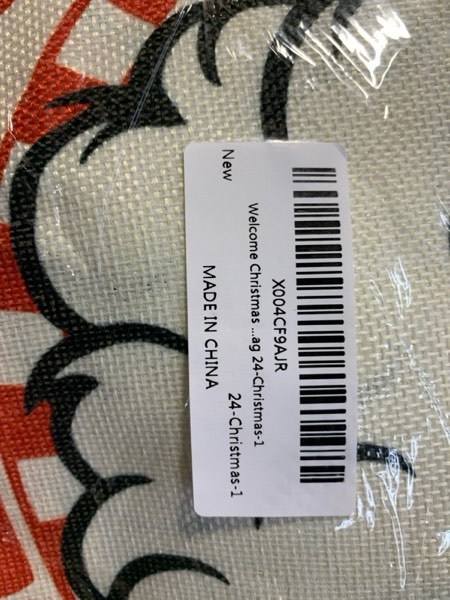 X004CF9AJR
Welcome Christmas ...ag 24-Christmas-1
New
24-Christmas-1
MADE IN CHINA